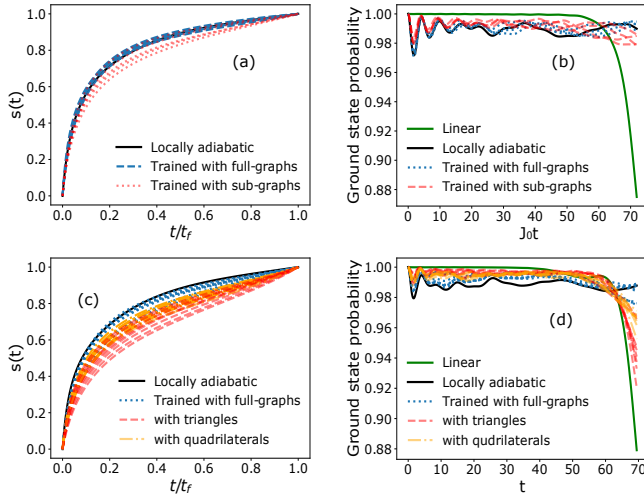 1.0
0.8
0.6
0.4
0.2
0.0
s(t)
(a)
Locally adiabatic
Trained with full-graphs
Trained with sub-graphs
0.0 0.2 0.4 0.6 0.8 1.0
t/tf
1.00
0.98
0.96
0.94
0.92
0.90
0.88
Ground state probability
(b)
Linear
Locally adiabatic
Trained with full-graphs
Trained with sub-graphs
0 10 20 30 40 50 60 70
J0t
1.0
0.8
0.6
0.4
0.2
0.0
s(t)
(c)
Locally adiabatic
Trained with full-graphs
with triangles
with quadrilaterals
0.0 0.2 0.4 0.6 0.8 1.0
t/tf
1.00
0.98
0.96
0.94
0.92
0.90
0.88
Ground state probability
(d)
Linear
Locally adiabatic
Trained with full-graphs
with triangles
with qudrilaterals
0 10 20 30 40 50 60 70
t